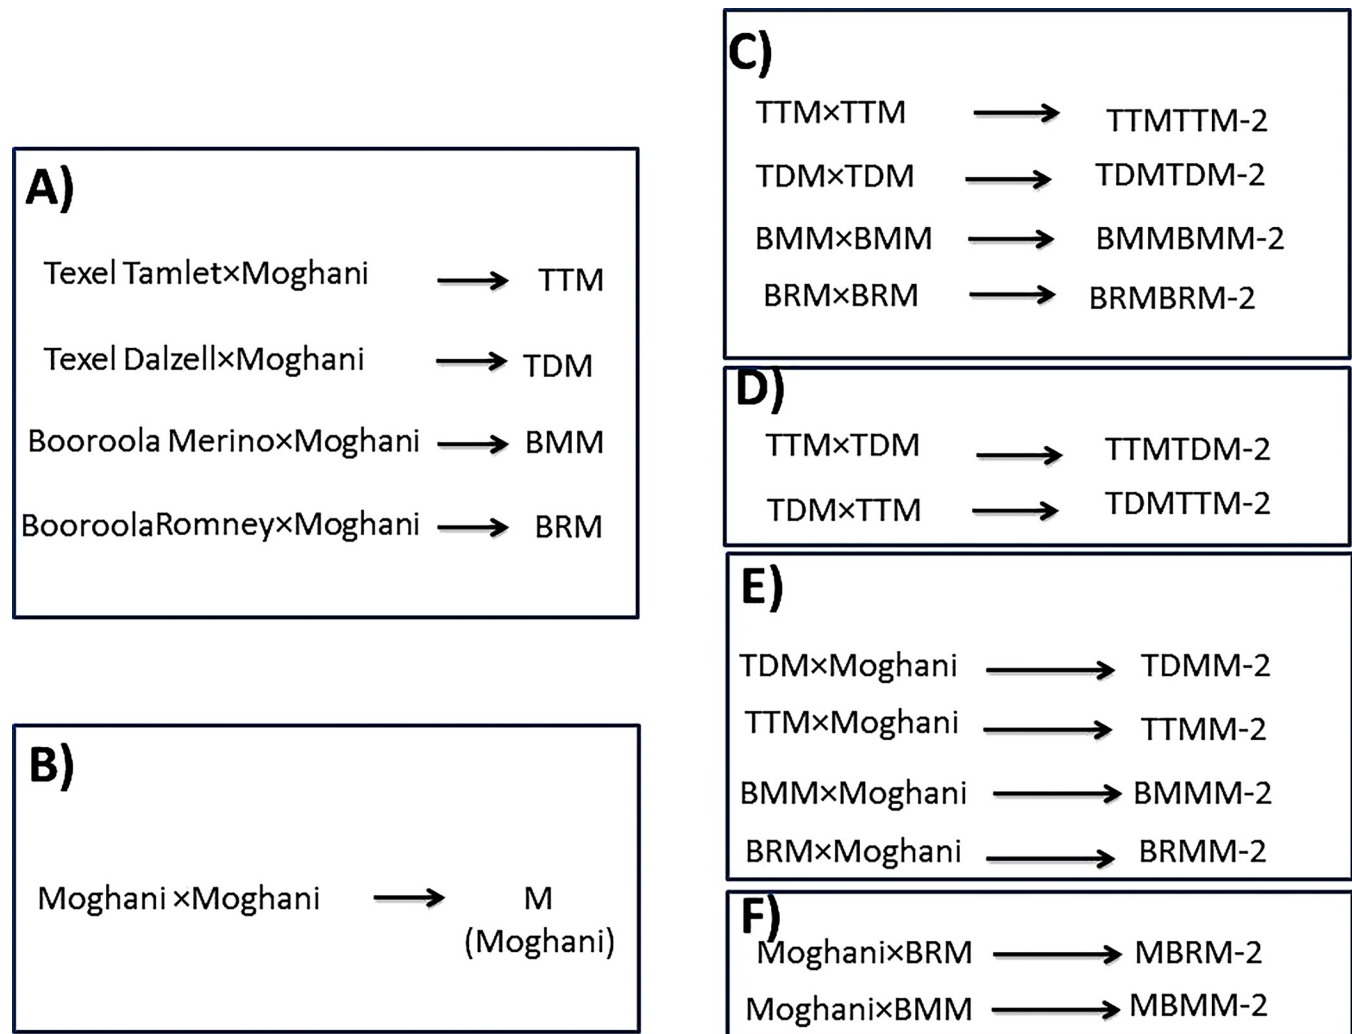 A)
Texel Tamlet×Moghani → TTM
Texel Dalzell×Moghani → TDM
Booroola Merino×Moghani → BMM
BooroolaRomney×Moghani → BRM
B)
Moghani ×Moghani → M
(Moghani)
C)
TTM×TTM → TTMTTM-2
TDM×TDM → TDMTDM-2
BMM×BMM → BMMBMM-2
BRM×BRM → BRMBRM-2
D)
TTM×TDM → TTMTDM-2
TDM×TTM → TDMTTM-2
E)
TDM×Moghani → TDMM-2
TTM×Moghani → TTMM-2
BMM×Moghani → BMMM-2
BRM×Moghani → BRMM-2
F)
Moghani×BRM → MBRM-2
Moghani×BMM → MBMM-2